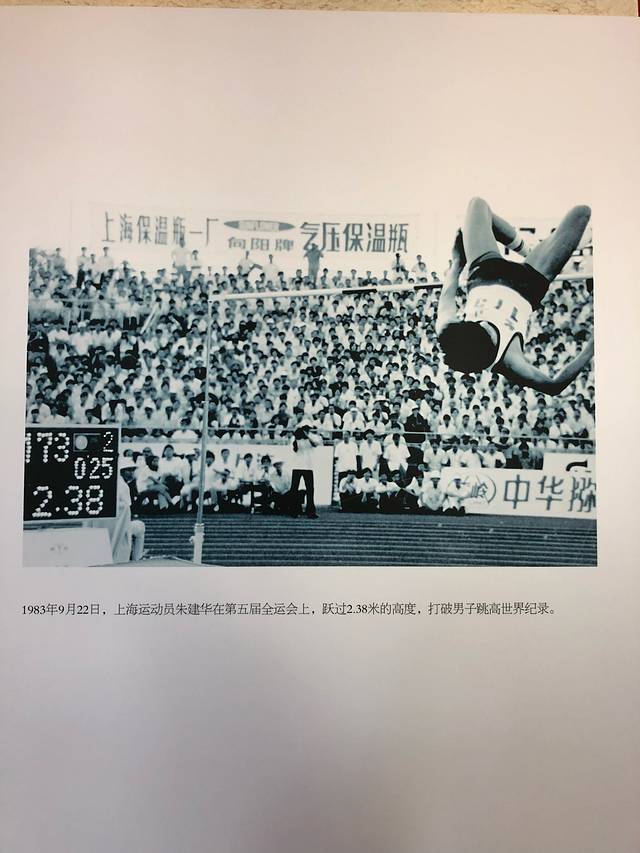 上海保温瓶一厂
SUNFLOWER
向阳牌
气压保温瓶
173 2
025
2.38
中华
1983年9月22日，上海运动员朱建华在第五届全运会上，跃过2.38米的高度，打破男子跳高世界纪录。